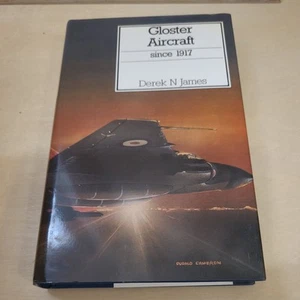 Gloster
Aircraft
since 1917
Derek N James